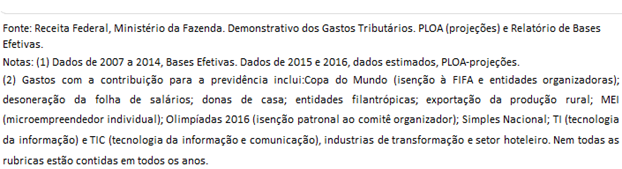 Fonte: Receita Federal, Ministério da Fazenda. Demonstrativo dos Gastos Tributários. PLOA (projeções) e Relatório de Bases
Efetivas.
Notas: (1) Dados de 2007 a 2014, Bases Efetivas. Dados de 2015 e 2016, dados estimados, PLOA-projeções.
(2) Gastos com a contribuição para a previdência inclui:Copa do Mundo (isenção à FIFA e entidades organizadoras);
desoneração da folha de salários; donas de casa; entidades filantrópicas; exportação da produção rural; MEI
(microempreendedor individual); Olimpíadas 2016 (isenção patronal ao comitê organizador); Simples Nacional; TI (tecnologia
da informação) e TIC (tecnologia da informação e comunicação), industrias de transformação e setor hoteleiro. Nem todas as
rubricas estão contidas em todos os anos.